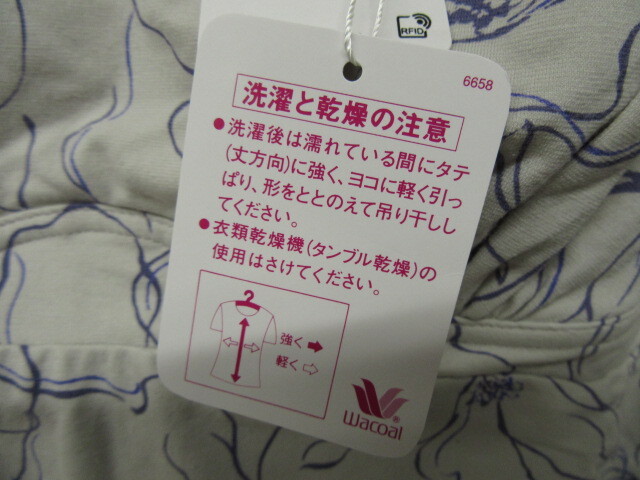 RFID
6658
洗濯と乾燥の注意
●洗濯後は濡れている間にタテ
(丈方向)に強く、ヨコに軽く引っ
ぱり、形をととのえて吊り干しし
てください。
●衣類乾燥機(タンブル乾燥)の
使用はさけてください。
強く ➡
軽く ⇨
Wacoal®